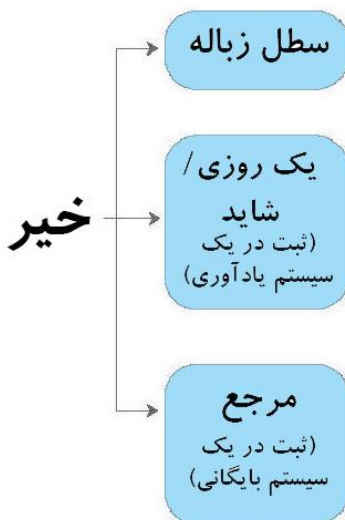 سطل زباله
یک روزی/
شاید
(ثبت در یک
سیستم یادآوری)
خیر
مرجع
(ثبت در یک
سیستم بایگانی)